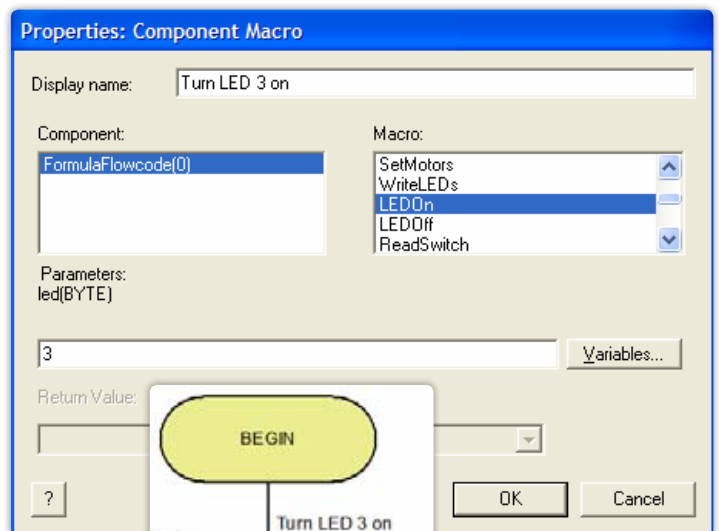 Properties: Component Macro
Display name: Turn LED 3 on
Component: Macro:
FormulaFlowcode(0)
SetMotors
WriteLEDs
LEDOn
LEDOff
ReadSwitch
Parameters:
led(BYTE)
3 Variables...
Return Value:
BEGIN
? OK Cancel
Turn LED 3 on